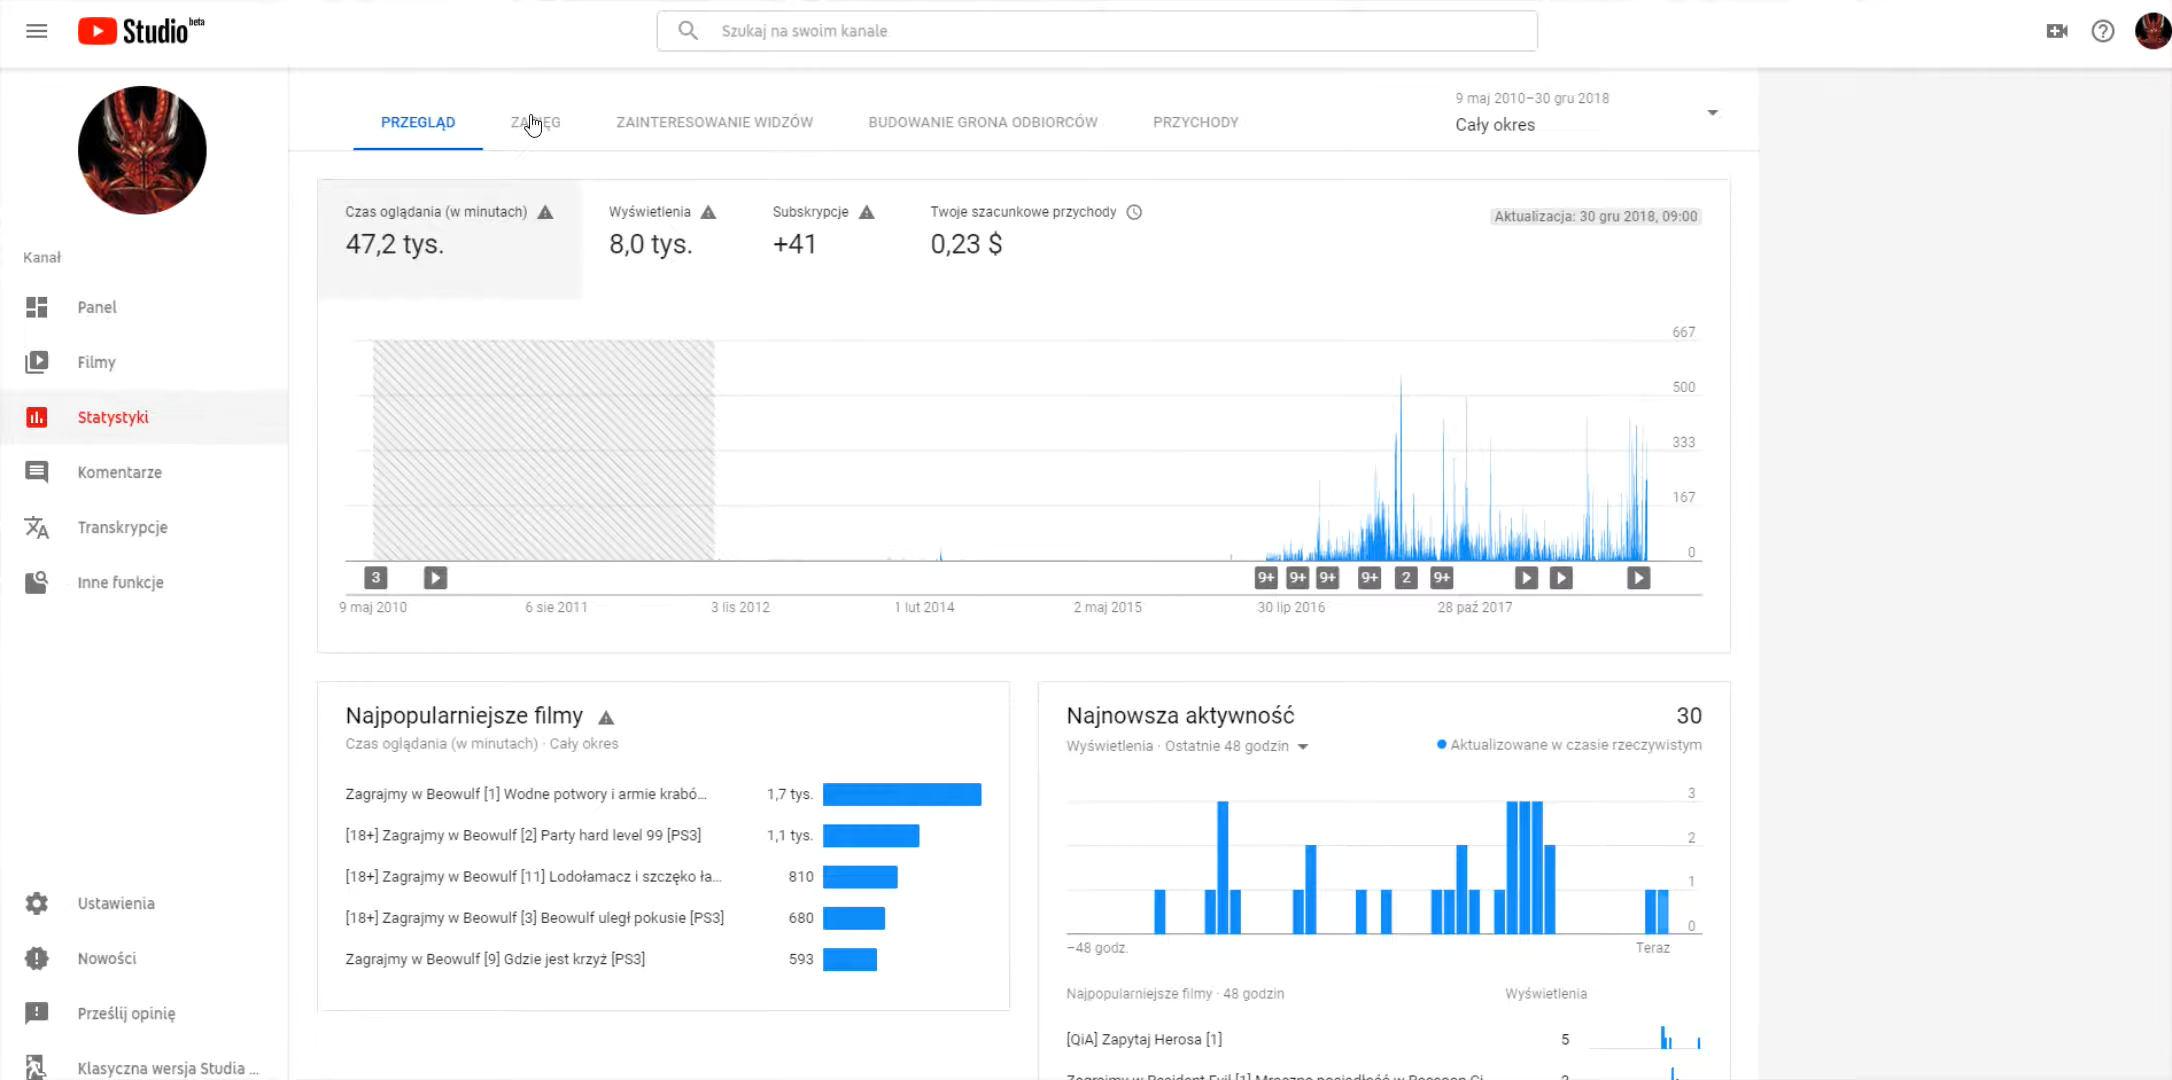 Studio beta
Szukaj na swoim kanale
PRZEGLĄD
ZAINTERESOWANIE WIDZÓW
BUDOWANIE GRONA ODBIORCÓW
PRZYCHODY
9 maj 2010–30 gru 2018
Cały okres
Kanał
Panel
Filmy
Statystyki
Komentarze
Transkrypcje
Inne funkcje
Ustawienia
Nowości
Prześlij opinię
Klasyczna wersja Studia ...
Czas oglądania (w minutach)
47,2 tys.
Wyświetlenia
8,0 tys.
Subskrypcje
+41
Twoje szacunkowe przychody
0,23 $
Aktualizacja: 30 gru 2018, 09:00
667
500
333
167
0
3
9+ 9+ 9+ 9+ 2 9+
9 maj 2010 6 sie 2011 3 lis 2012 1 lut 2014 2 maj 2015 30 lip 2016 28 paź 2017
Najpopularniejsze filmy
Czas oglądania (w minutach) · Cały okres
Zagrajmy w Beowulf [1] Wodne potwory i armie krabó... 1,7 tys.
[18+] Zagrajmy w Beowulf [2] Party hard level 99 [PS3] 1,1 tys.
[18+] Zagrajmy w Beowulf [11] Lodołamacz i szczęko ła... 810
[18+] Zagrajmy w Beowulf [3] Beowulf uległ pokusie [PS3] 680
Zagrajmy w Beowulf [9] Gdzie jest krzyż [PS3] 593
Najnowsza aktywność 30
Wyświetlenia · Ostatnie 48 godzin
Aktualizowane w czasie rzeczywistym
3
2
1
0
−48 godz. Teraz
Najpopularniejsze filmy · 48 godzin Wyświetlenia
[QiA] Zapytaj Herosa [1] 5